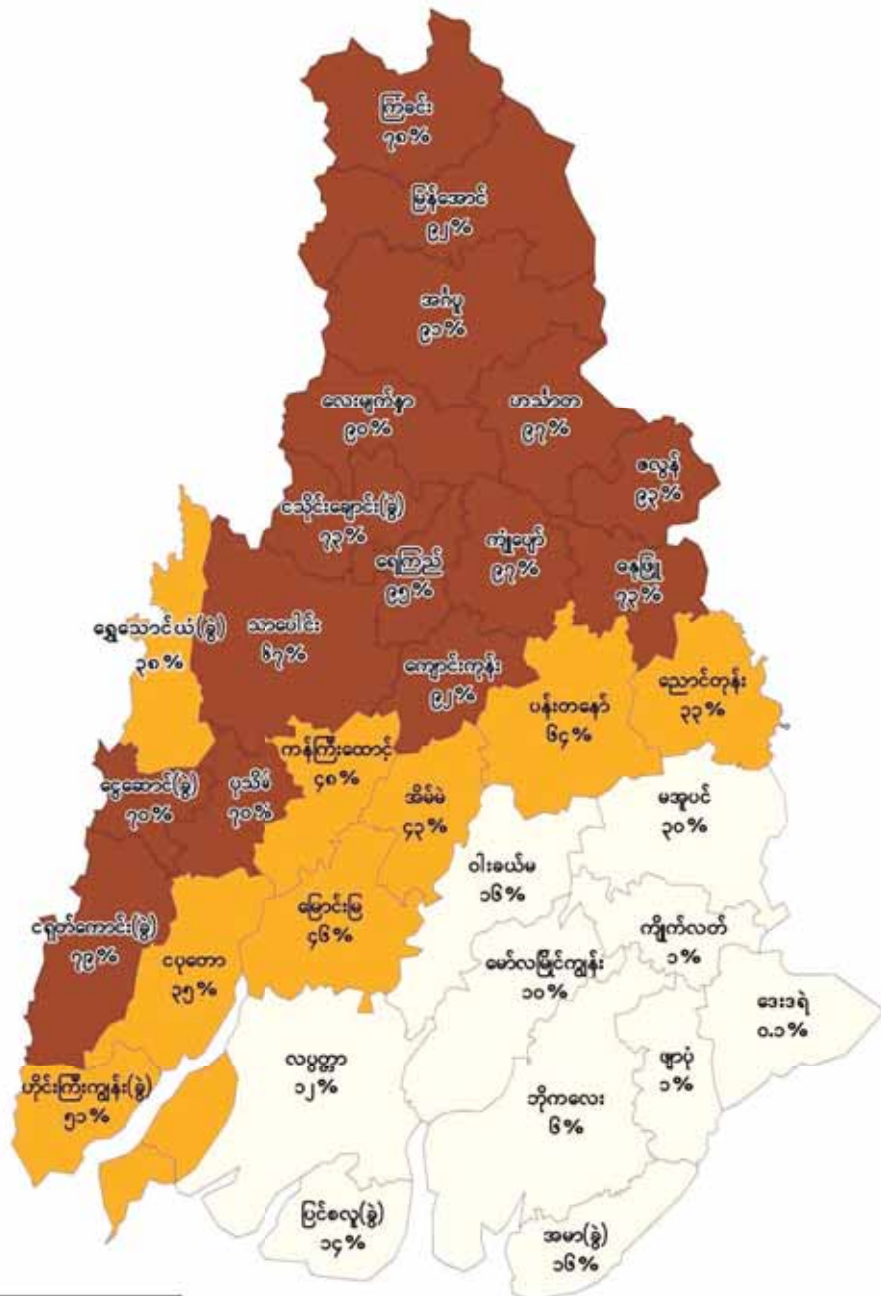 ကြံခင်း
၇၈%
မြန်အောင်
၉၂%
အင်္ဂပူ
၉၁%
လေးမျက်နှာ
၉၀%
ဟင်္သာတ
၉၇%
ဇလွန်
၉၃%
ငသိုင်းချောင်း(ခွဲ)
၇၃%
ရေကြည်
၉၅%
ကျုံပျော်
၉၇%
ဓနုဖြူ
၇၃%
ရွှေသောင်ယံ(ခွဲ)
၃၈%
သာပေါင်း
၆၇%
ကျောင်းကုန်း
၉၂%
ပန်းတနော်
၆၄%
ညောင်တုန်း
၃၃%
ငွေဆောင်(ခွဲ)
၇၀%
ပုသိမ်
၇၀%
ကန်ကြီးထောင့်
၄၈%
အိမ်မဲ
၄၃%
မအူပင်
၃၀%
ဝါးခယ်မ
၁၆%
ငရုတ်ကောင်း(ခွဲ)
၇၉%
ငပုတော
၃၅%
မြောင်းမြ
၄၆%
မော်လမြိုင်ကျွန်း
၁၀%
ကျိုက်လတ်
၁%
ဒေးဒရဲ
၀.၁%
ဟိုင်းကြီးကျွန်း(ခွဲ)
၅၁%
လပွတ္တာ
၁၂%
ဘိုကလေး
၆%
ဖျာပုံ
၁%
ပြင်စလူ(ခွဲ)
၁၄%
အမာ(ခွဲ)
၁၆%